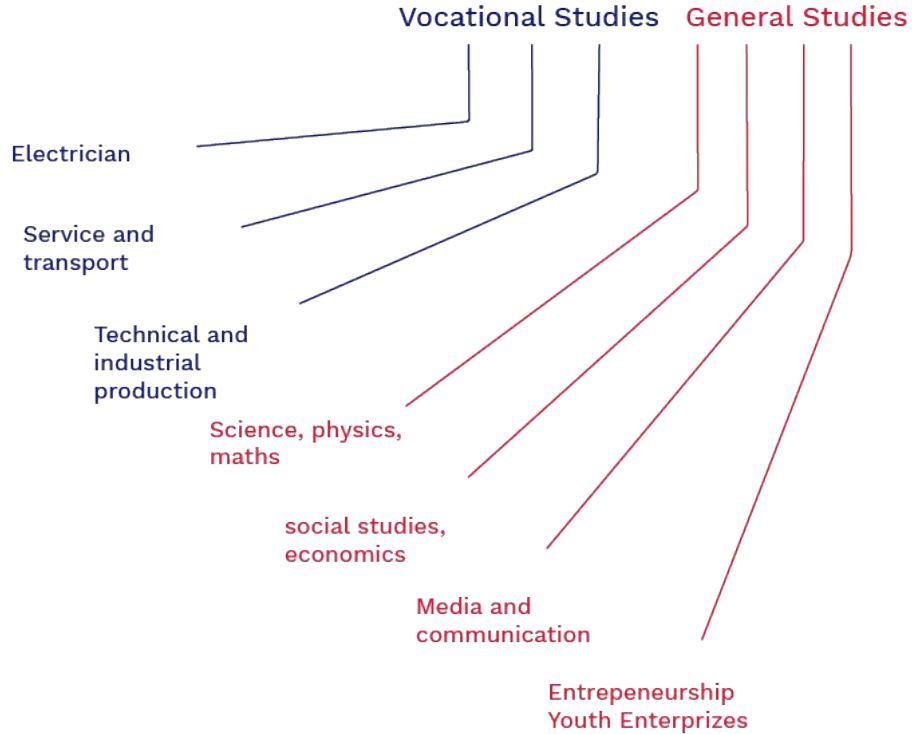 Vocational Studies
General Studies
Electrician
Service and
transport
Technical and
industrial
production
Science, physics,
maths
social studies,
economics
Media and
communication
Entrepeneurship
Youth Enterprizes